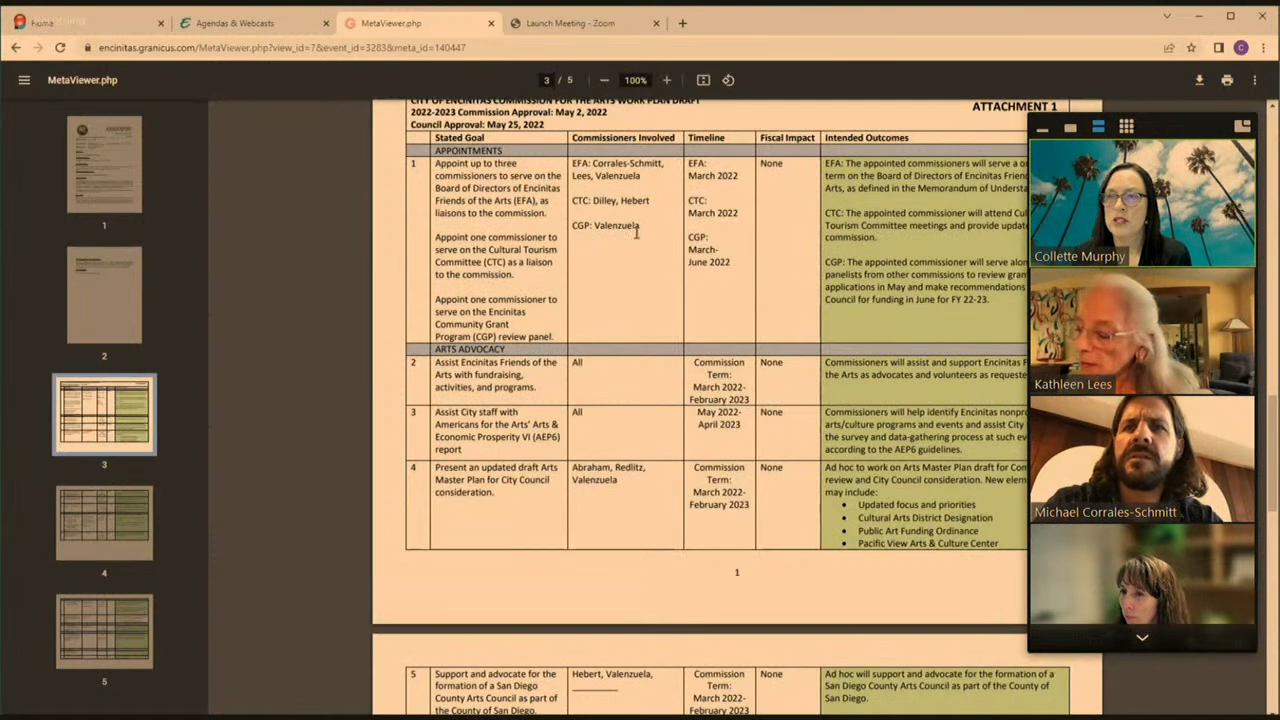 Recording
Agendas & Webcasts
MetaViewer.php
Launch Meeting - Zoom
encinitas.granicus.com/MetaViewer.php?view_id=7&event_id=3283&meta_id=140447
C
MetaViewer.php
3 / 5
100%
1
2
3
4
5
CITY OF ENCINITAS COMMISSION FOR THE ARTS WORK PLAN DRAFT
2022-2023 Commission Approval: May 2, 2022
ATTACHMENT 1
Council Approval: May 25, 2022
Stated Goal
Commissioners Involved
Timeline
Fiscal Impact
Intended Outcomes
APPOINTMENTS
1
Appoint up to three
commissioners to serve on the
Board of Directors of Encinitas
Friends of the Arts (EFA), as
liaisons to the commission.
Appoint one commissioner to
serve on the Cultural Tourism
Committee (CTC) as a liaison
to the commission.
Appoint one commissioner to
serve on the Encinitas
Community Grant
Program (CGP) review panel.
EFA: Corrales-Schmitt,
Lees, Valenzuela
CTC: Dilley, Hebert
CGP: Valenzuela
EFA:
March 2022
CTC:
March 2022
CGP:
March-
June 2022
None
EFA: The appointed commissioners will serve a
term on the Board of Directors of Encinitas
Arts, as defined in the Memorandum of
CTC: The appointed commissioner will attend
Tourism Committee meetings and provide
commission.
CGP: The appointed commissioner will serve
panelists from other commissions to review
applications in May and make recommendations
Council for funding in June for FY 22-23.
ARTS ADVOCACY
2
Assist Encinitas Friends of the
Arts with fundraising,
activities, and programs.
All
Commission
Term:
March 2022-
February 2023
None
Commissioners will assist and support Encinitas F
the Arts as advocates and volunteers as
3
Assist City staff with
Americans for the Arts' Arts &
Economic Prosperity VI (AEP6)
report
All
May 2022-
April 2023
None
Commissioners will help identify Encinitas
arts/culture programs and events and assist City
the survey and data-gathering process at such
according to the AEP6 guidelines.
4
Present an updated draft Arts
Master Plan for City Council
consideration.
Abraham, Redlitz,
Valenzuela
Commission
Term:
March 2022-
February 2023
None
Ad hoc to work on Arts Master Plan draft for
review and City Council consideration. New
may include:
• Updated focus and priorities
• Cultural Arts District Designation
• Public Art Funding Ordinance
• Pacific View Arts & Culture Center
1
5
Support and advocate for the
formation of a San Diego
County Arts Council as part of
the County of San Diego.
Hebert, Valenzuela,
________
Commission
Term:
March 2022-
February 2023
None
Ad hoc will support and advocate for the formation of a
San Diego County Arts Council as part of the County of
San Diego.
Collette Murphy
Kathleen Lees
Michael Corrales-Schmitt